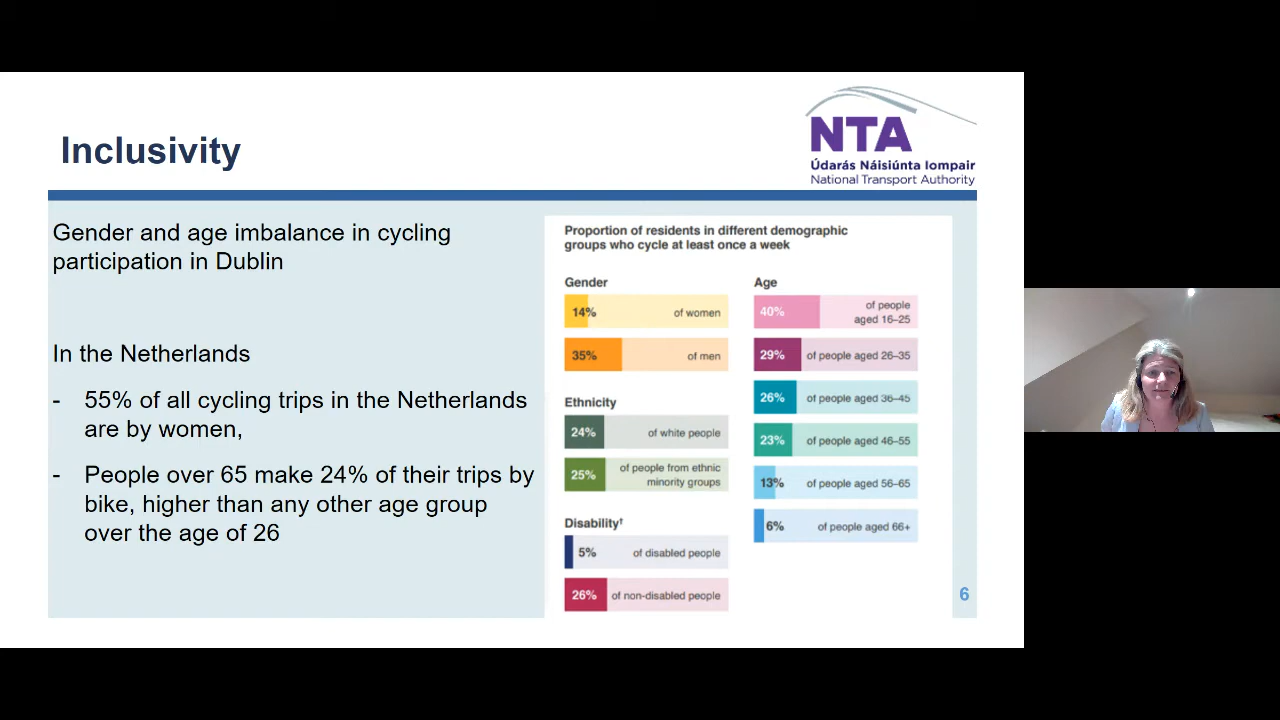 Inclusivity
NTA
Údarás Náisiúnta Iompair
National Transport Authority
Gender and age imbalance in cycling
participation in Dublin
In the Netherlands
- 55% of all cycling trips in the Netherlands
are by women,
- People over 65 make 24% of their trips by
bike, higher than any other age group
over the age of 26
Proportion of residents in different demographic
groups who cycle at least once a week
Gender
14% of women
35% of men
Ethnicity
24% of white people
25% of people from ethnic
minority groups
Disability†
5% of disabled people
26% of non-disabled people
Age
40% of people
aged 16–25
29% of people aged 26–35
26% of people aged 36–45
23% of people aged 46–55
13% of people aged 56–65
6% of people aged 66+
6